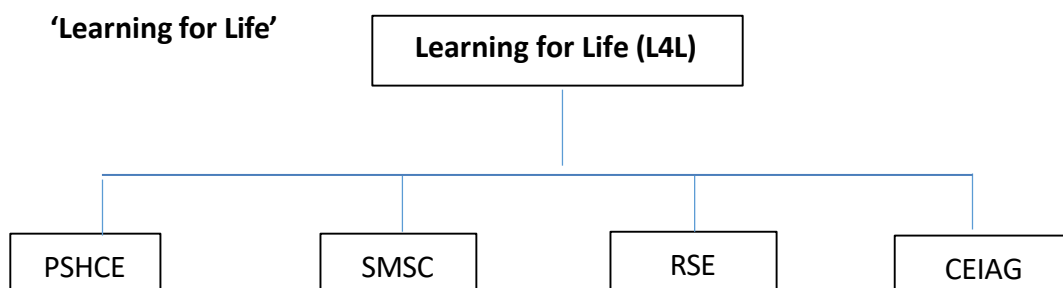 ‘Learning for Life’
Learning for Life (L4L)
PSHCE
SMSC
RSE
CEIAG